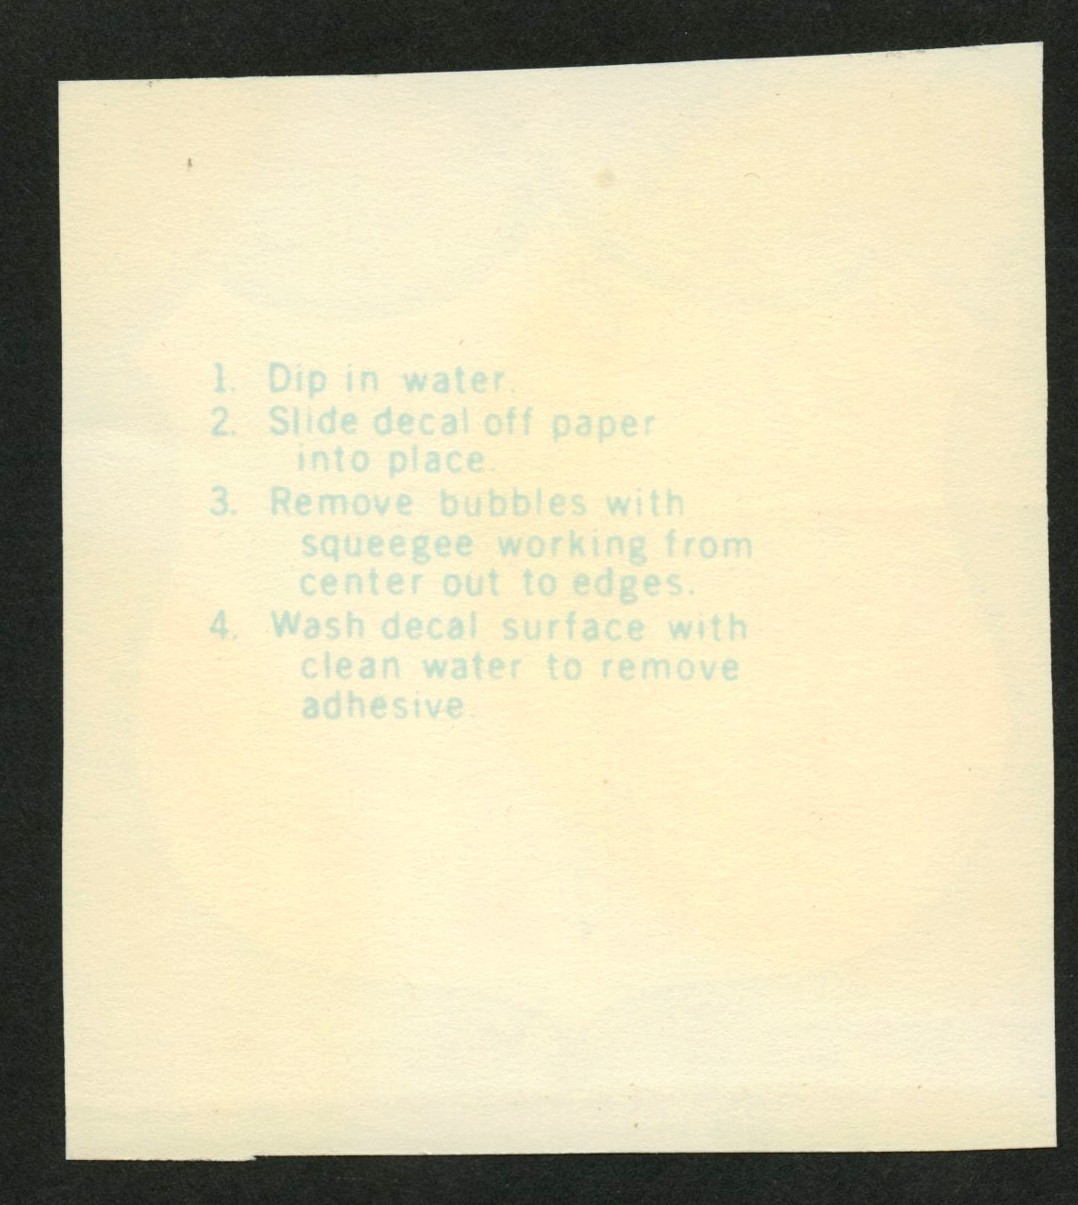 1. Dip in water.
2. Slide decal off paper
into place.
3. Remove bubbles with
squeegee working from
center out to edges.
4. Wash decal surface with
clean water to remove
adhesive.